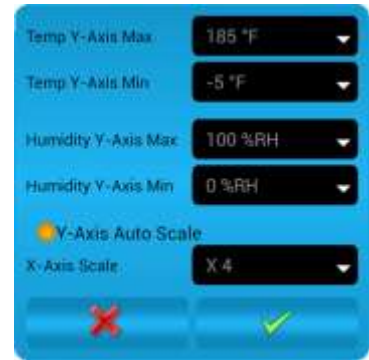 Temp Y-Axis Max 185 °F
Temp Y-Axis Min -5 °F
Humidity Y-Axis Max 100 %RH
Humidity Y-Axis Min 0 %RH
Y-Axis Auto Scale
X-Axis Scale X 4